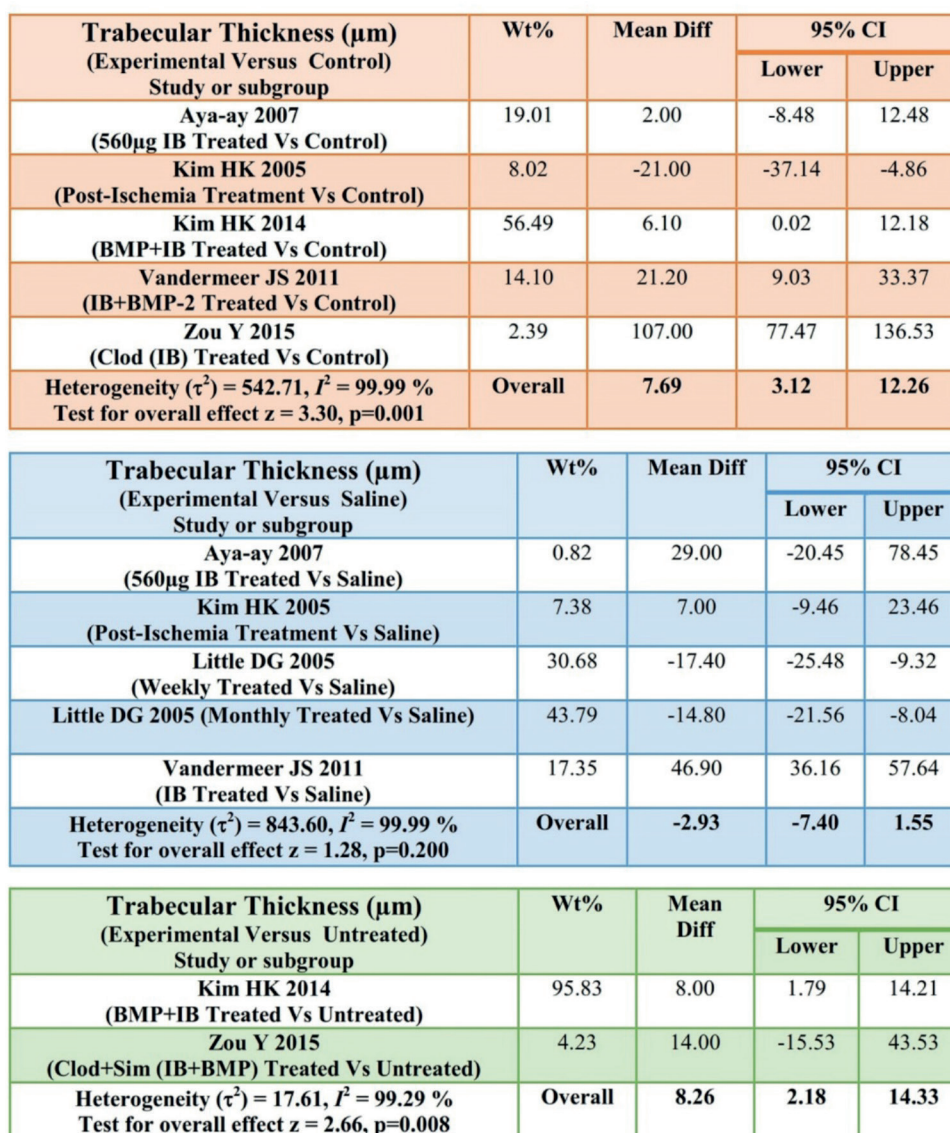 Trabecular Thickness (µm) Wt% Mean Diff 95% CI
(Experimental Versus Control)
Study or subgroup Lower Upper
Aya-ay 2007 19.01 2.00 -8.48 12.48
(560µg IB Treated Vs Control)
Kim HK 2005 8.02 -21.00 -37.14 -4.86
(Post-Ischemia Treatment Vs Control)
Kim HK 2014 56.49 6.10 0.02 12.18
(BMP+IB Treated Vs Control)
Vandermeer JS 2011 14.10 21.20 9.03 33.37
(IB+BMP-2 Treated Vs Control)
Zou Y 2015 2.39 107.00 77.47 136.53
(Clod (IB) Treated Vs Control)
Heterogeneity (τ²) = 542.71, I² = 99.99 % Overall 7.69 3.12 12.26
Test for overall effect z = 3.30, p=0.001
Trabecular Thickness (µm) Wt% Mean Diff 95% CI
(Experimental Versus Saline)
Study or subgroup Lower Upper
Aya-ay 2007 0.82 29.00 -20.45 78.45
(560µg IB Treated Vs Saline)
Kim HK 2005 7.38 7.00 -9.46 23.46
(Post-Ischemia Treatment Vs Saline)
Little DG 2005 30.68 -17.40 -25.48 -9.32
(Weekly Treated Vs Saline)
Little DG 2005 (Monthly Treated Vs Saline) 43.79 -14.80 -21.56 -8.04
Vandermeer JS 2011 17.35 46.90 36.16 57.64
(IB Treated Vs Saline)
Heterogeneity (τ²) = 843.60, I² = 99.99 % Overall -2.93 -7.40 1.55
Test for overall effect z = 1.28, p=0.200
Trabecular Thickness (µm) Wt% Mean 95% CI
(Experimental Versus Untreated) Diff
Study or subgroup Lower Upper
Kim HK 2014 95.83 8.00 1.79 14.21
(BMP+IB Treated Vs Untreated)
Zou Y 2015 4.23 14.00 -15.53 43.53
(Clod+Sim (IB+BMP) Treated Vs Untreated)
Heterogeneity (τ²) = 17.61, I² = 99.29 % Overall 8.26 2.18 14.33
Test for overall effect z = 2.66, p=0.008